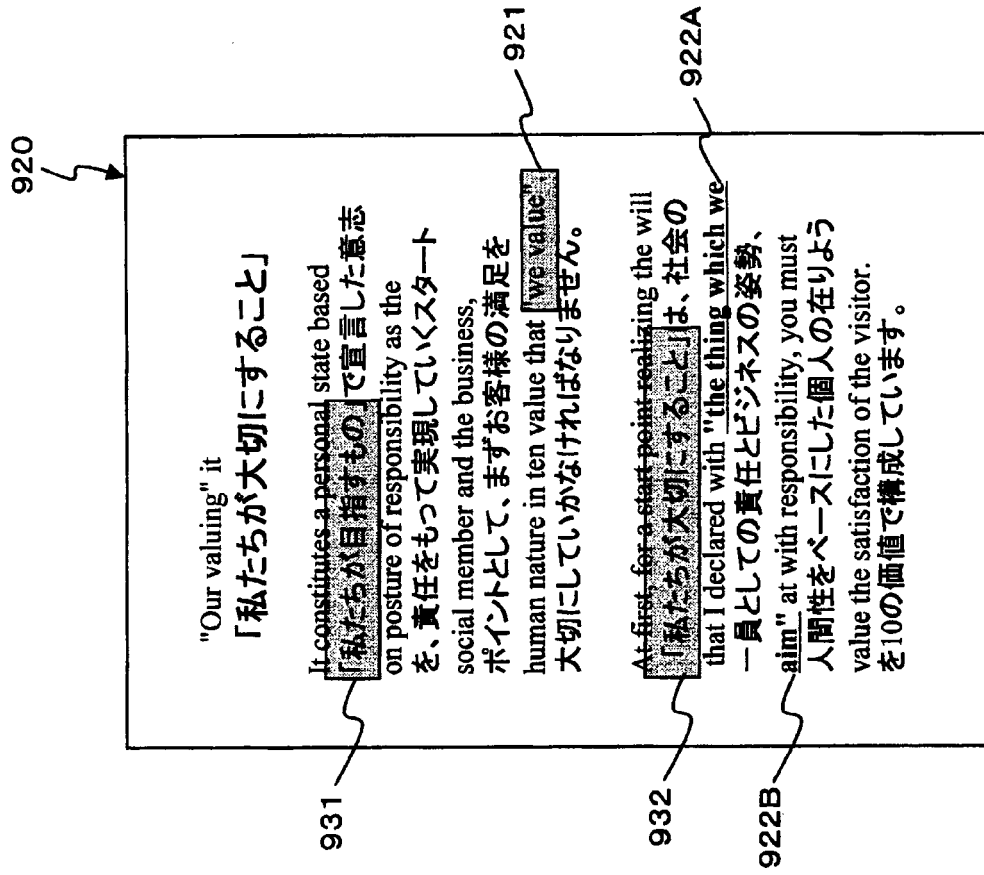 920
"Our valuing" it
「私たちが大切にすること」
It constitutes a personal state based
「私たちが目指すもの」で宣言した意志
on posture of responsibility as the
を、責任をもって実現していくスタート
social member and the business,
ポイントとして、まずお客様の満足を
human nature in ten value that "we value".
大切にしていかなければなりません。
At first, for a start point realizing the will
「私たちが大切にすること」は、社会の
that I declared with "the thing which we
一員としての責任とビジネスの姿勢、
aim" at with responsibility, you must
人間性をベースにした個人の在りよう
value the satisfaction of the visitor.
を10の価値で構成しています。
931
921
932
922A
922B